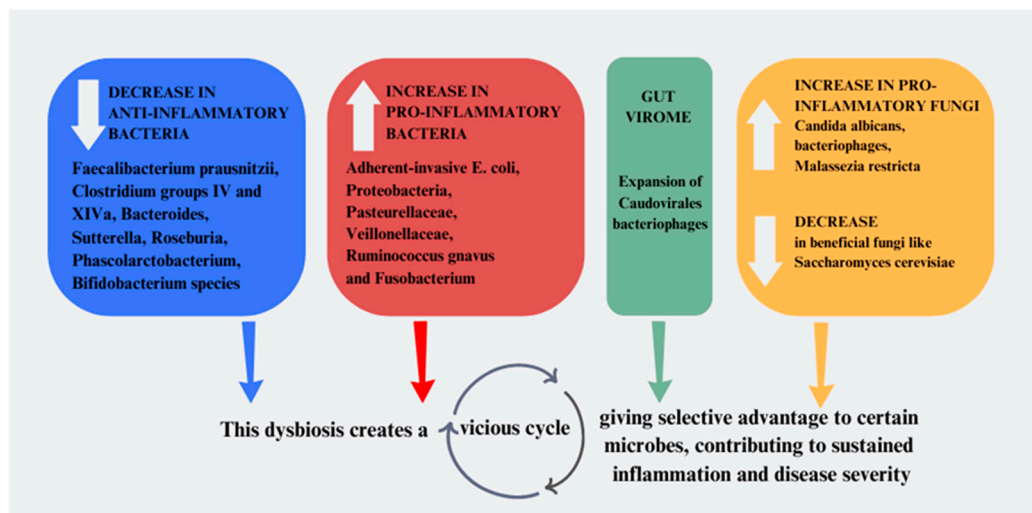 DECREASE IN
ANTI-INFLAMMATORY
BACTERIA
Faecalibacterium prausnitzii,
Clostridium groups IV and
XIVa, Bacteroides,
Sutterella, Roseburia,
Phascolarctobacterium,
Bifidobacterium species
INCREASE IN
PRO-INFLAMMATORY
BACTERIA
Adherent-invasive E. coli,
Proteobacteria,
Pasteurellaceae,
Veillonellaceae,
Ruminococcus gnavus
and Fusobacterium
GUT
VIROME
Expansion of
Caudovirales
bacteriophages
INCREASE IN PRO-
INFLAMMATORY FUNGI
Candida albicans,
bacteriophages,
Malassezia restricta
DECREASE
in beneficial fungi like
Saccharomyces cerevisiae
This dysbiosis creates a
vicious cycle
giving selective advantage to certain
microbes, contributing to sustained
inflammation and disease severity